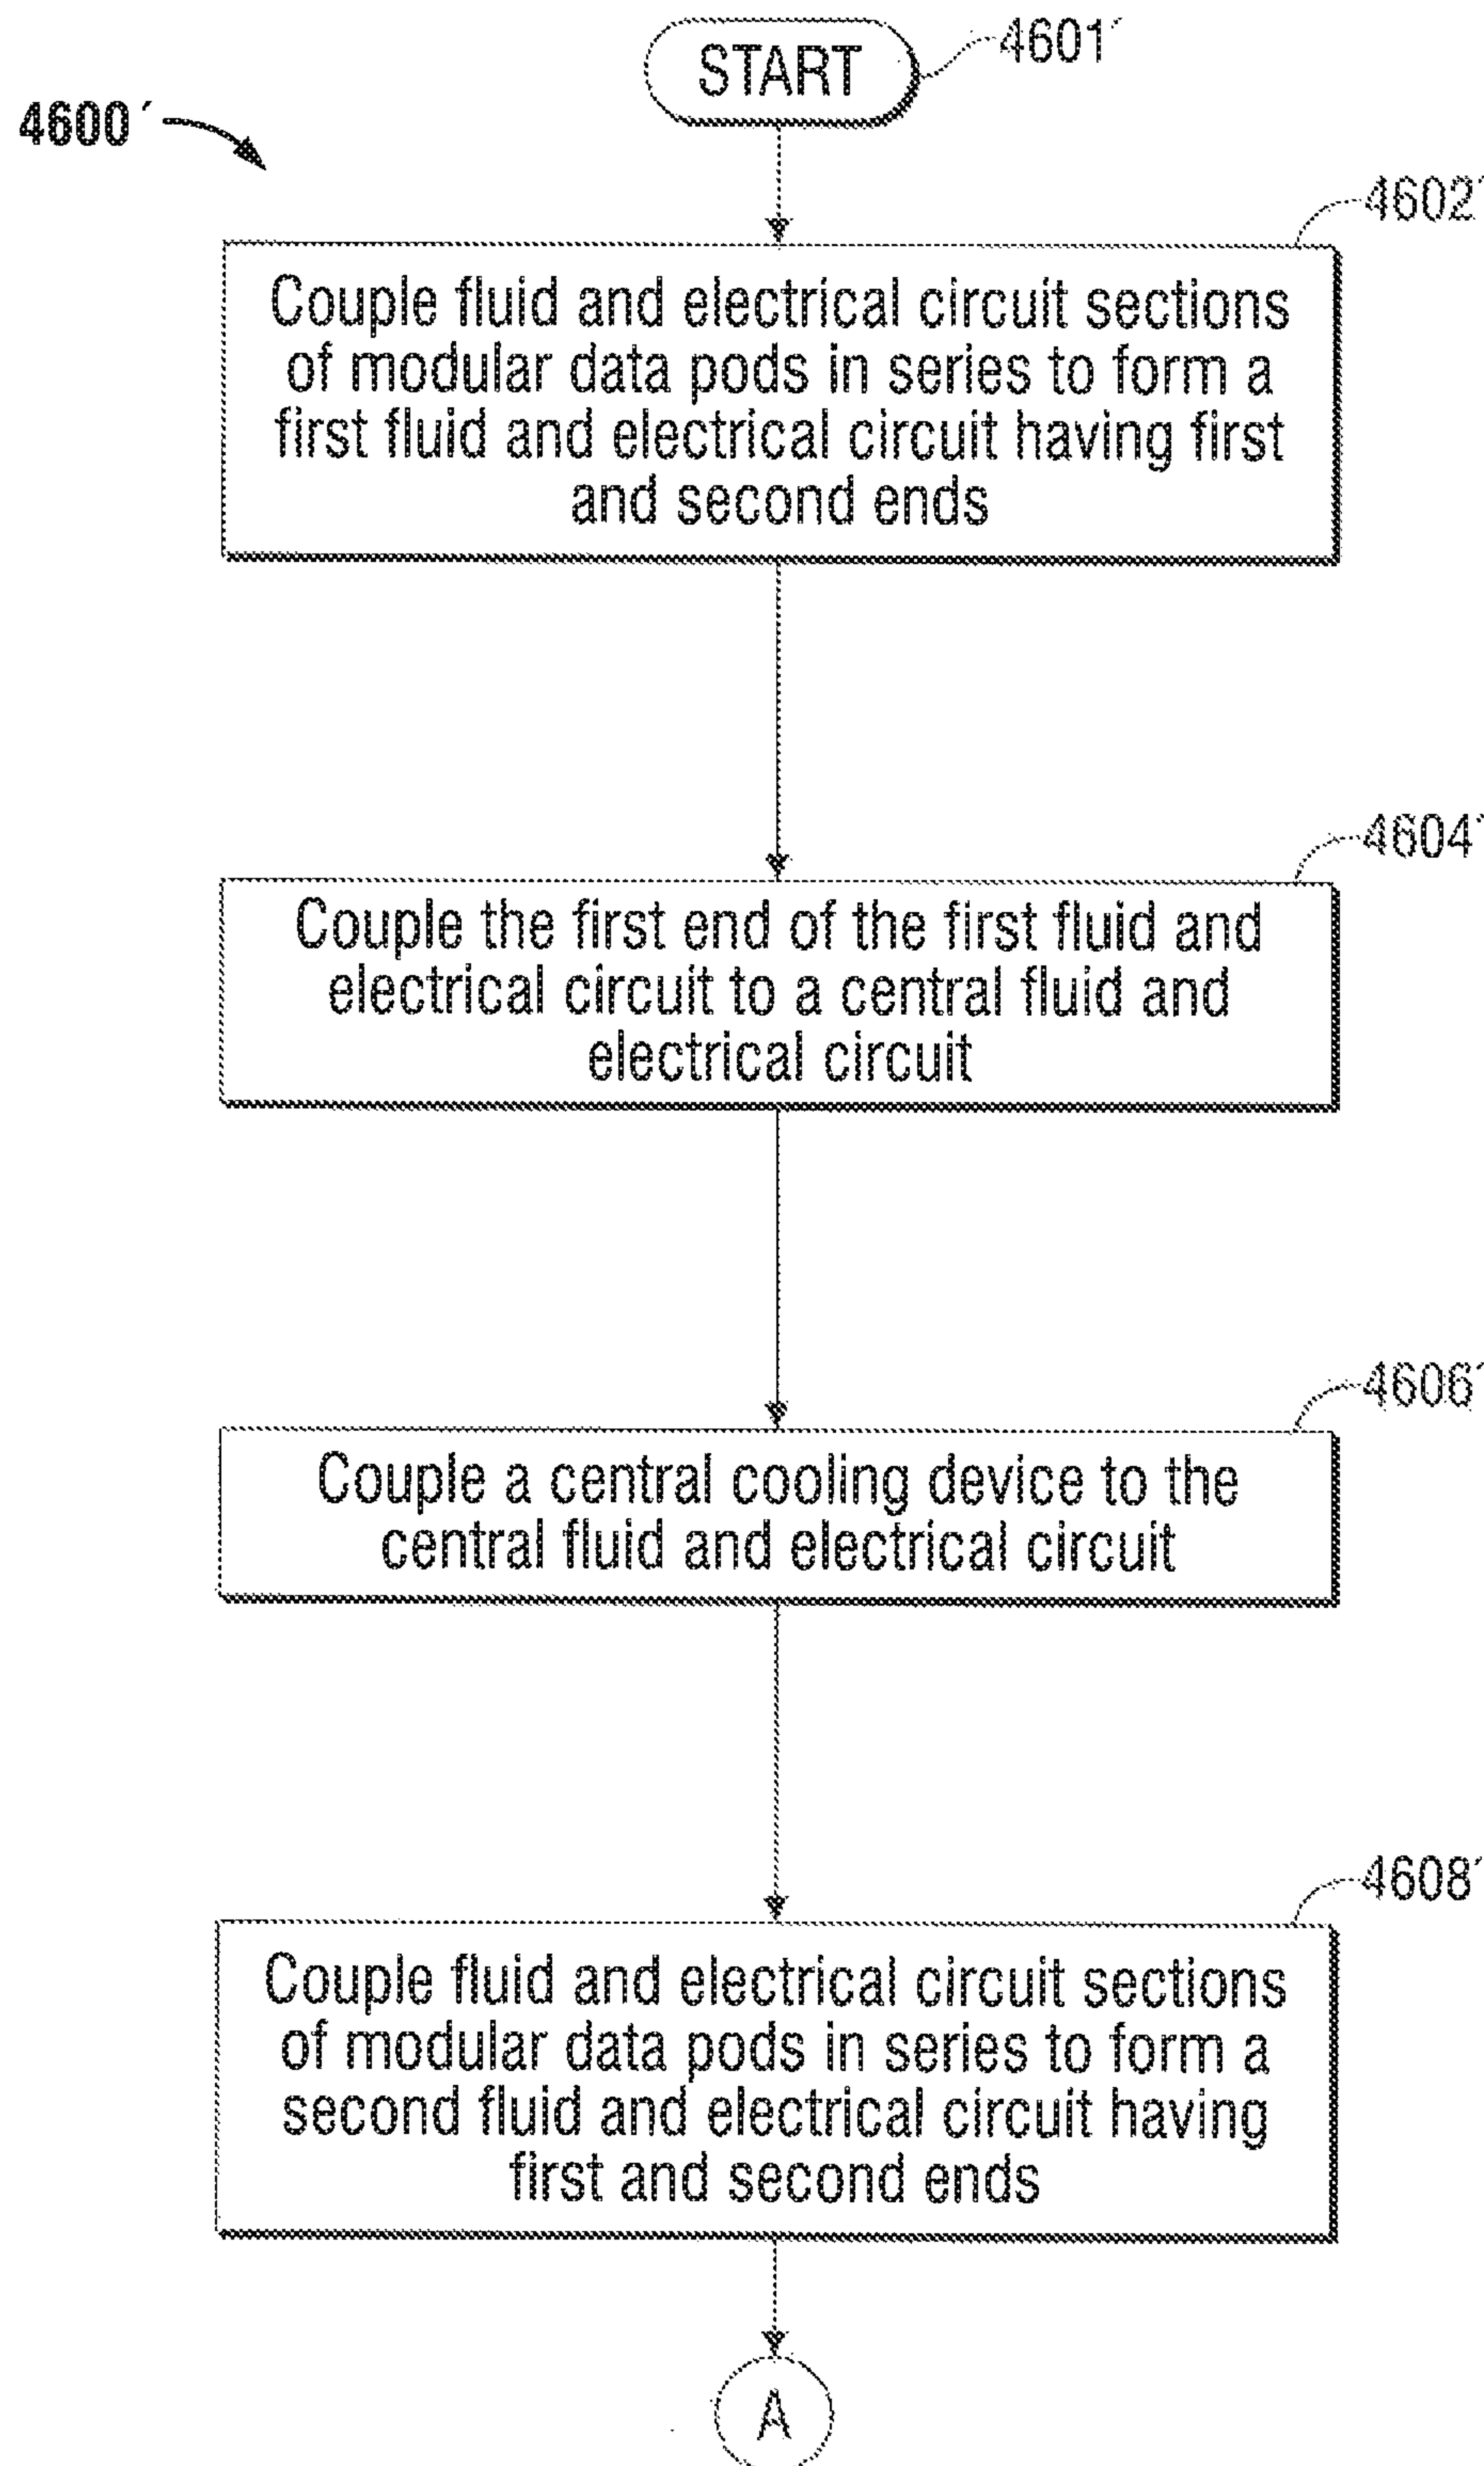 START
4601´
4600´
4602´
Couple fluid and electrical circuit sections
of modular data pods in series to form a
first fluid and electrical circuit having first
and second ends
4604´
Couple the first end of the first fluid and
electrical circuit to a central fluid and
electrical circuit
4606´
Couple a central cooling device to the
central fluid and electrical circuit
4608´
Couple fluid and electrical circuit sections
of modular data pods in series to form a
second fluid and electrical circuit having
first and second ends
A